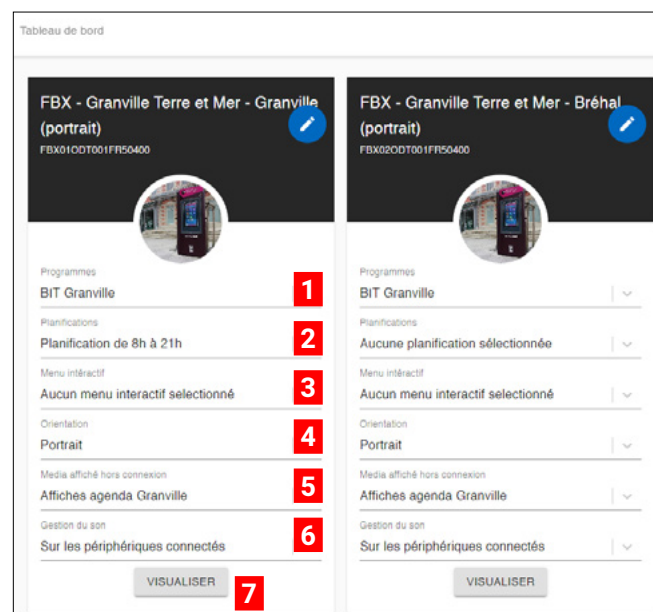 Tableau de bord
FBX - Granville Terre et Mer - Granville
(portrait)
FBX01ODT001FR50400
Programmes
BIT Granville
1
Planifications
Planification de 8h à 21h
2
Menu intéractif
Aucun menu interactif selectionné
3
Orientation
Portrait
4
Media affiché hors connexion
Affiches agenda Granville
5
Gestion du son
Sur les périphériques connectés
6
VISUALISER
7
FBX - Granville Terre et Mer - Bréhal
(portrait)
FBX02ODT001FR50400
Programmes
BIT Granville
Planifications
Aucune planification sélectionnée
Menu intéractif
Aucun menu interactif selectionné
Orientation
Portrait
Media affiché hors connexion
Affiches agenda Granville
Gestion du son
Sur les périphériques connectés
VISUALISER